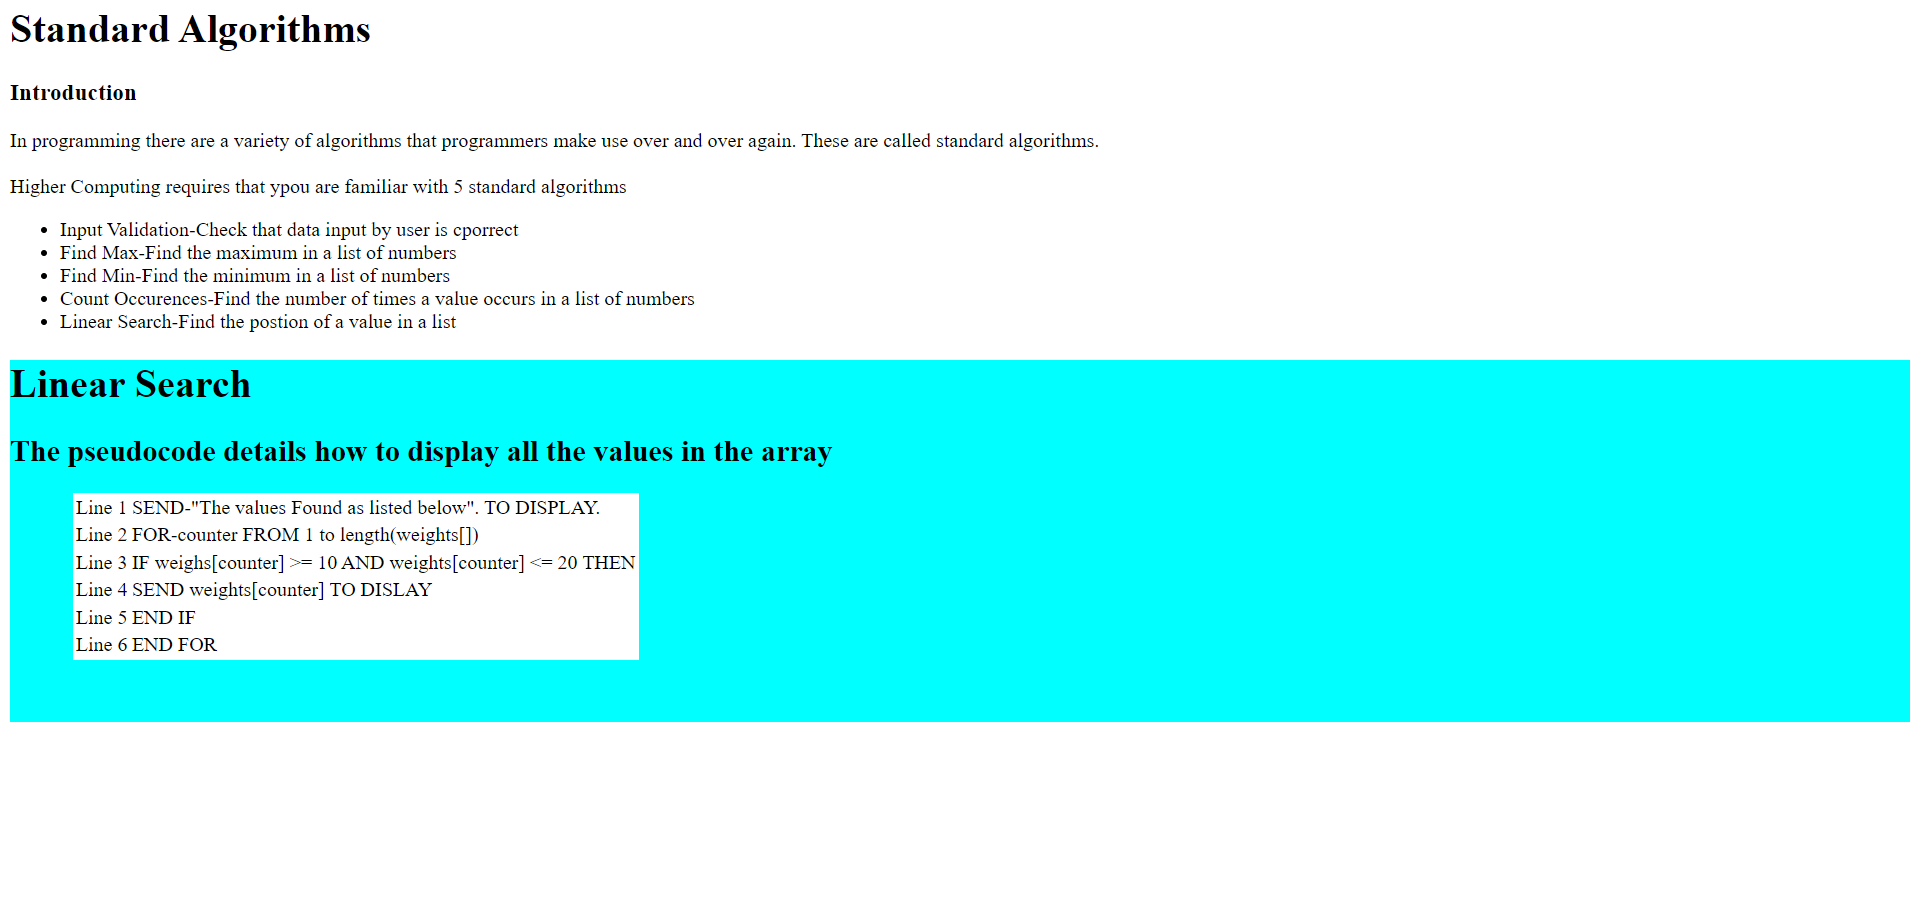 Standard Algorithms
Introduction
In programming there are a variety of algorithms that programmers make use over and over again. These are called standard algorithms.
Higher Computing requires that ypou are familiar with 5 standard algorithms
• Input Validation-Check that data input by user is cporrect
• Find Max-Find the maximum in a list of numbers
• Find Min-Find the minimum in a list of numbers
• Count Occurences-Find the number of times a value occurs in a list of numbers
• Linear Search-Find the postion of a value in a list
Linear Search
The pseudocode details how to display all the values in the array
Line 1 SEND-"The values Found as listed below". TO DISPLAY.
Line 2 FOR-counter FROM 1 to length(weights[])
Line 3 IF weighs[counter] >= 10 AND weights[counter] <= 20 THEN
Line 4 SEND weights[counter] TO DISLAY
Line 5 END IF
Line 6 END FOR